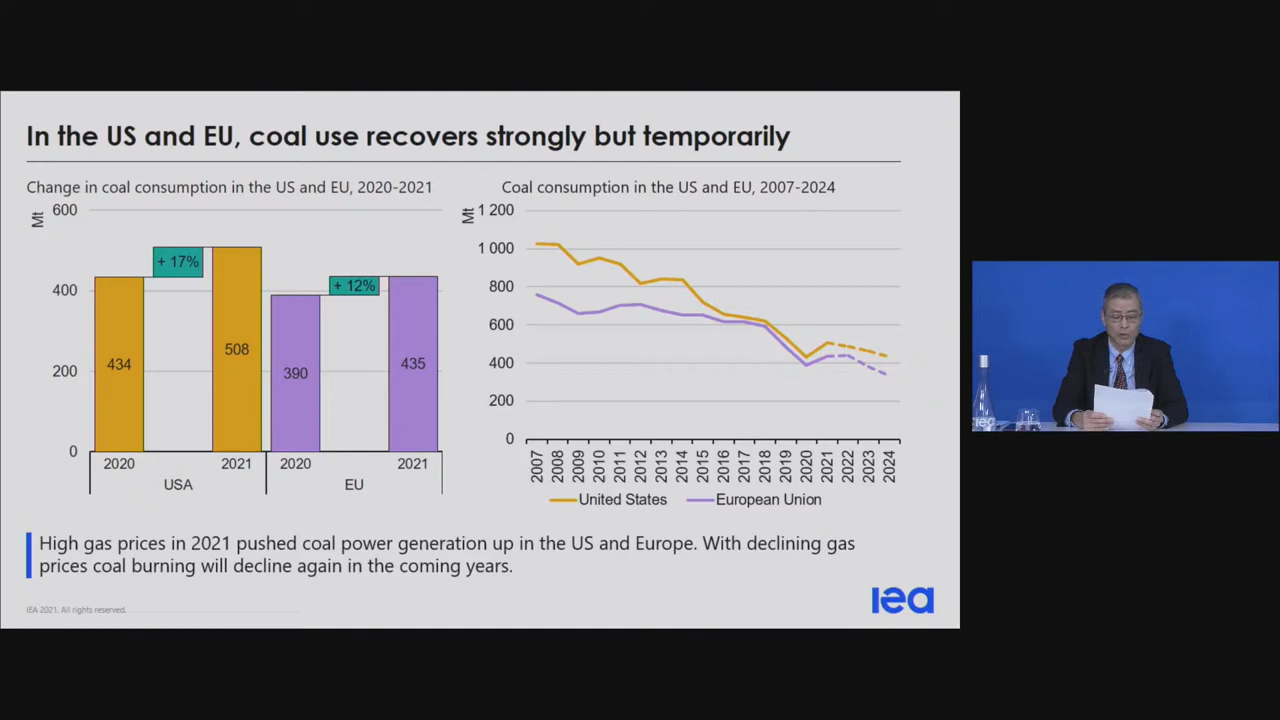 In the US and EU, coal use recovers strongly but temporarily
Change in coal consumption in the US and EU, 2020-2021
Mt
600
400
200
0
434
+ 17%
508
390
+ 12%
435
2020
2021
2020
2021
USA
EU
Coal consumption in the US and EU, 2007-2024
Mt
1 200
1 000
800
600
400
200
0
2007
2008
2009
2010
2011
2012
2013
2014
2015
2016
2017
2018
2019
2020
2021
2022
2023
2024
United States
European Union
High gas prices in 2021 pushed coal power generation up in the US and Europe. With declining gas
prices coal burning will decline again in the coming years.
IEA 2021. All rights reserved.
iea
iea